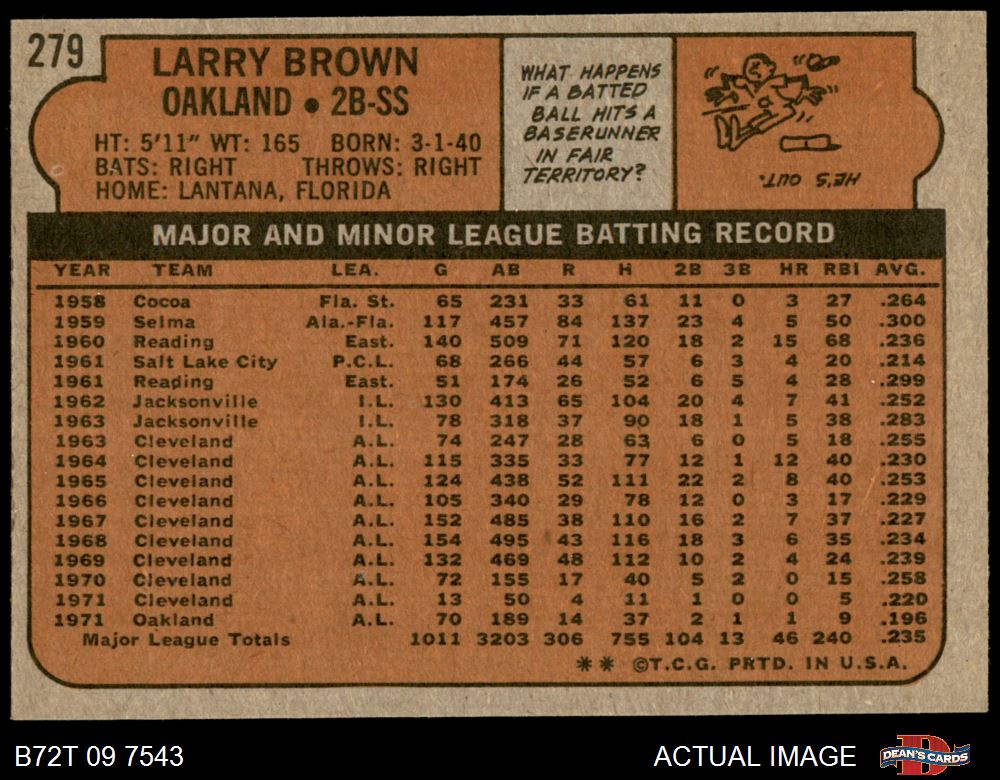 279
LARRY BROWN
OAKLAND • 2B-SS
HT: 5'11" WT: 165 BORN: 3-1-40
BATS: RIGHT THROWS: RIGHT
HOME: LANTANA, FLORIDA
WHAT HAPPENS
IF A BATTED
BALL HITS A
BASERUNNER
IN FAIR
TERRITORY?
HE'S OUT.
MAJOR AND MINOR LEAGUE BATTING RECORD
YEAR TEAM LEA. G AB R H 2B 3B HR RBI AVG.
1958 Cocoa Fla. St. 65 231 33 61 11 0 3 27 .264
1959 Selma Ala.-Fla. 117 457 84 137 23 4 5 50 .300
1960 Reading East. 140 509 71 120 18 2 15 68 .236
1961 Salt Lake City P.C.L. 68 266 44 57 6 3 4 20 .214
1961 Reading East. 51 174 26 52 6 5 4 28 .299
1962 Jacksonville I.L. 130 413 65 104 20 4 7 41 .252
1963 Jacksonville I.L. 78 318 37 90 18 1 5 38 .283
1963 Cleveland A.L. 74 247 28 63 6 0 5 18 .255
1964 Cleveland A.L. 115 335 33 77 12 1 12 40 .230
1965 Cleveland A.L. 124 438 52 111 22 2 8 40 .253
1966 Cleveland A.L. 105 340 29 78 12 0 3 17 .229
1967 Cleveland A.L. 152 485 38 110 16 2 7 37 .227
1968 Cleveland A.L. 154 495 43 116 18 3 6 35 .234
1969 Cleveland A.L. 132 469 48 112 10 2 4 24 .239
1970 Cleveland A.L. 72 155 17 40 5 2 0 15 .258
1971 Cleveland A.L. 13 50 4 11 1 0 0 5 .220
1971 Oakland A.L. 70 189 14 37 2 1 1 9 .196
Major League Totals 1011 3203 306 755 104 13 46 240 .235
** ©T.C.G. PRTD. IN U.S.A.
B72T 09 7543 ACTUAL IMAGE DEAN'S CARDS